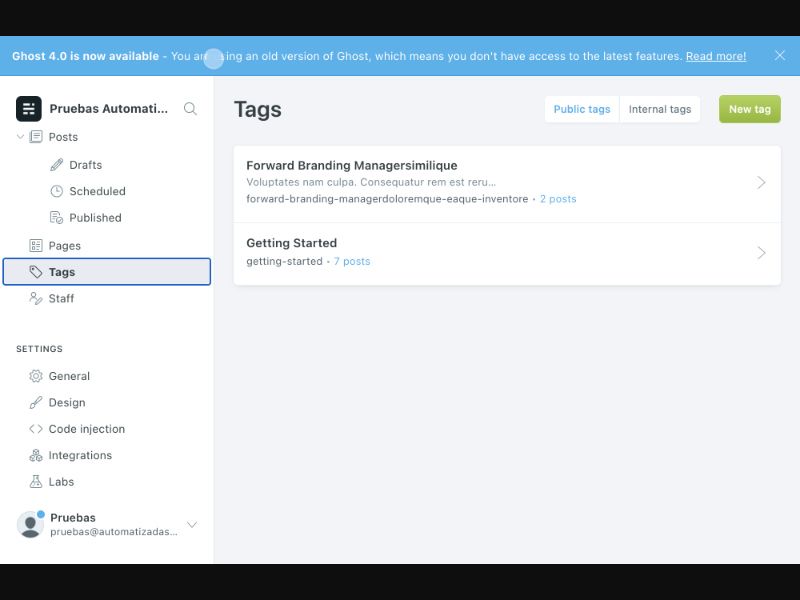 Ghost 4.0 is now available - You are using an old version of Ghost, which means you don't have access to the latest features. Read more!
Pruebas Automati...
Posts
Drafts
Scheduled
Published
Pages
Tags
Staff
SETTINGS
General
Design
Code injection
Integrations
Labs
Pruebas
pruebas@automatizadas...
Tags
Public tags
Internal tags
New tag
Forward Branding Managersimilique
Voluptates nam culpa. Consequatur rem est reru...
forward-branding-managerdoloremque-eaque-inventore • 2 posts
Getting Started
getting-started • 7 posts